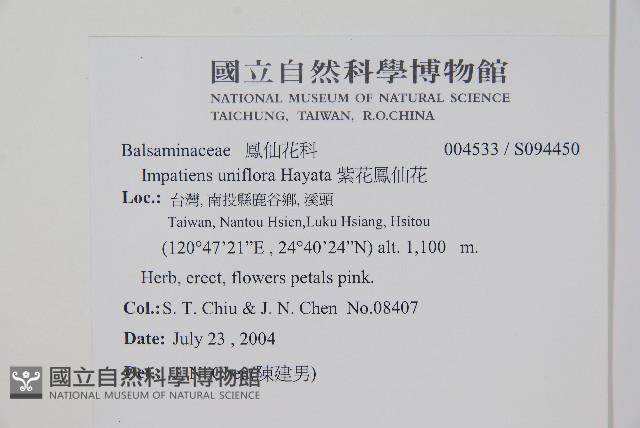 國立自然科學博物館
NATIONAL MUSEUM OF NATURAL SCIENCE
TAICHUNG, TAIWAN, R.O.CHINA
Balsaminaceae 鳳仙花科 004533 / S094450
Impatiens uniflora Hayata 紫花鳳仙花
Loc.: 台灣, 南投縣鹿谷鄉, 溪頭
Taiwan, Nantou Hsien,Luku Hsiang, Hsitou
(120°47’21”E , 24°40’24”N) alt. 1,100 m.
Herb, erect, flowers petals pink.
Col.: S. T. Chiu & J. N. Chen No.08407
Date: July 23 , 2004
陳建男)
國立自然科學博物館
NATIONAL MUSEUM OF NATURAL SCIENCE